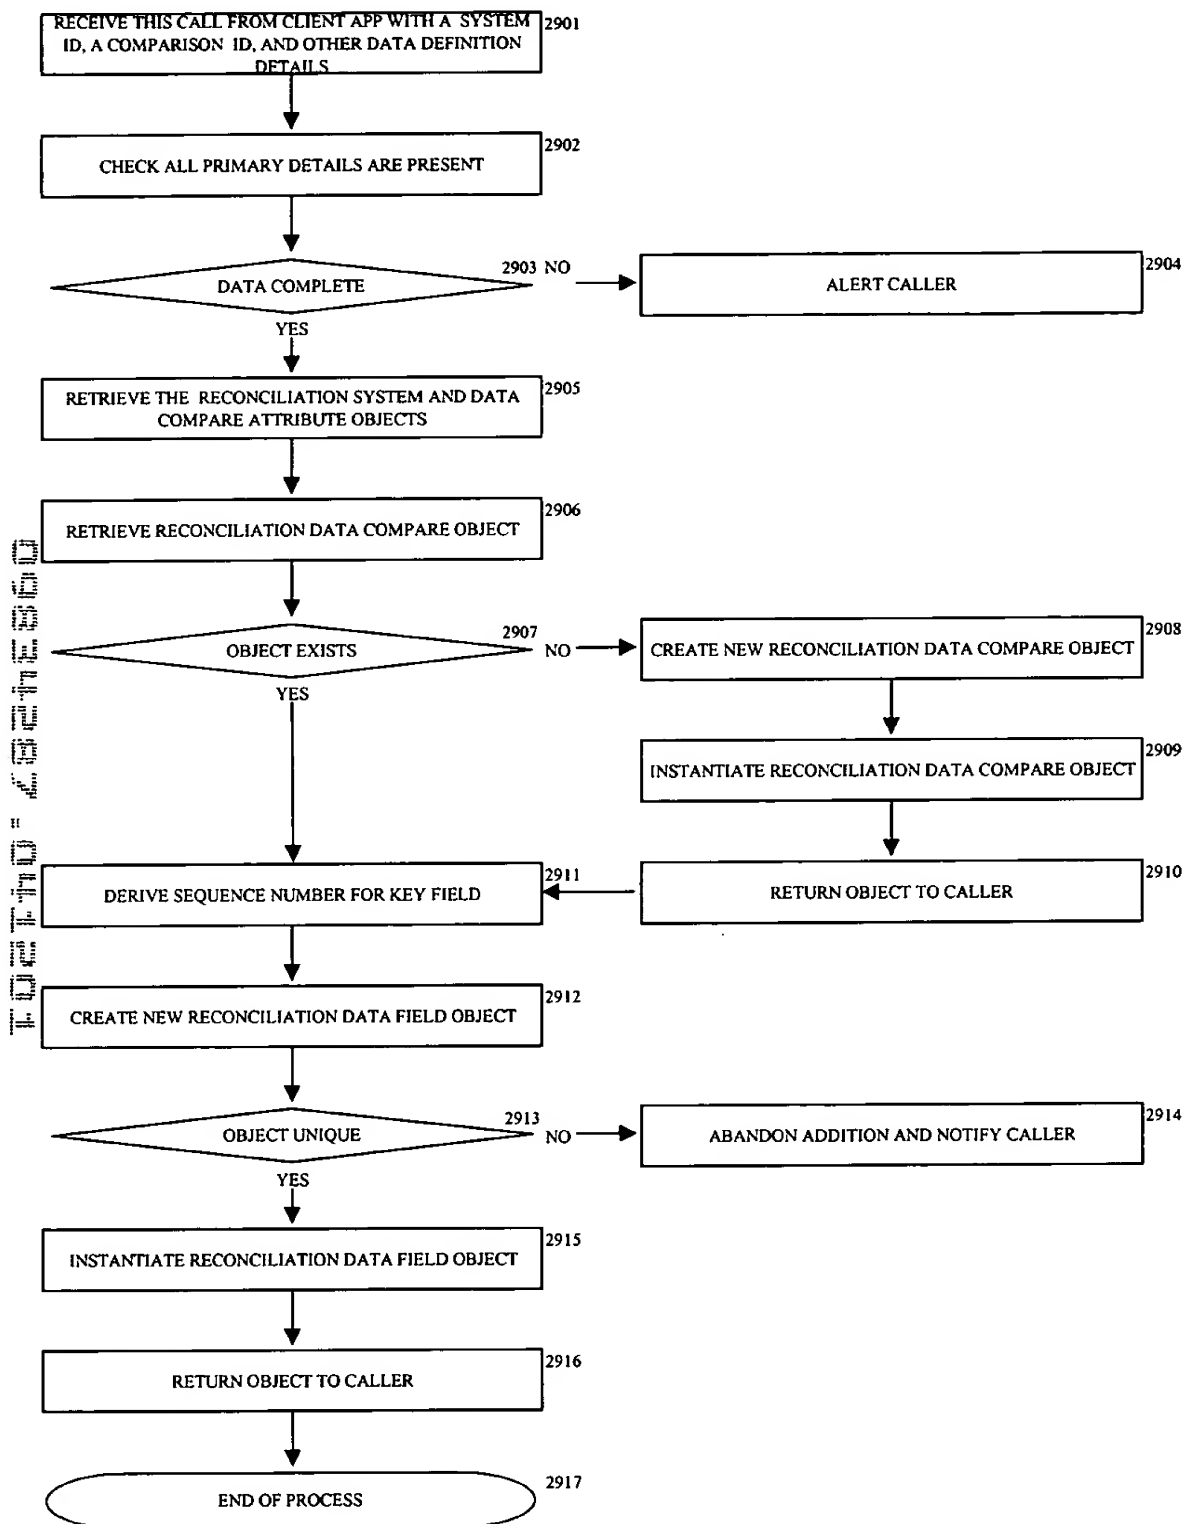 RECEIVE THIS CALL FROM CLIENT APP WITH A SYSTEM
ID, A COMPARISON ID, AND OTHER DATA DEFINITION
DETAILS
2901
CHECK ALL PRIMARY DETAILS ARE PRESENT
2902
DATA COMPLETE
2903
NO
ALERT CALLER
2904
YES
RETRIEVE THE RECONCILIATION SYSTEM AND DATA
COMPARE ATTRIBUTE OBJECTS
2905
RETRIEVE RECONCILIATION DATA COMPARE OBJECT
2906
OBJECT EXISTS
2907
NO
CREATE NEW RECONCILIATION DATA COMPARE OBJECT
2908
YES
INSTANTIATE RECONCILIATION DATA COMPARE OBJECT
2909
DERIVE SEQUENCE NUMBER FOR KEY FIELD
2911
RETURN OBJECT TO CALLER
2910
CREATE NEW RECONCILIATION DATA FIELD OBJECT
2912
OBJECT UNIQUE
2913
NO
ABANDON ADDITION AND NOTIFY CALLER
2914
YES
INSTANTIATE RECONCILIATION DATA FIELD OBJECT
2915
RETURN OBJECT TO CALLER
2916
END OF PROCESS
2917